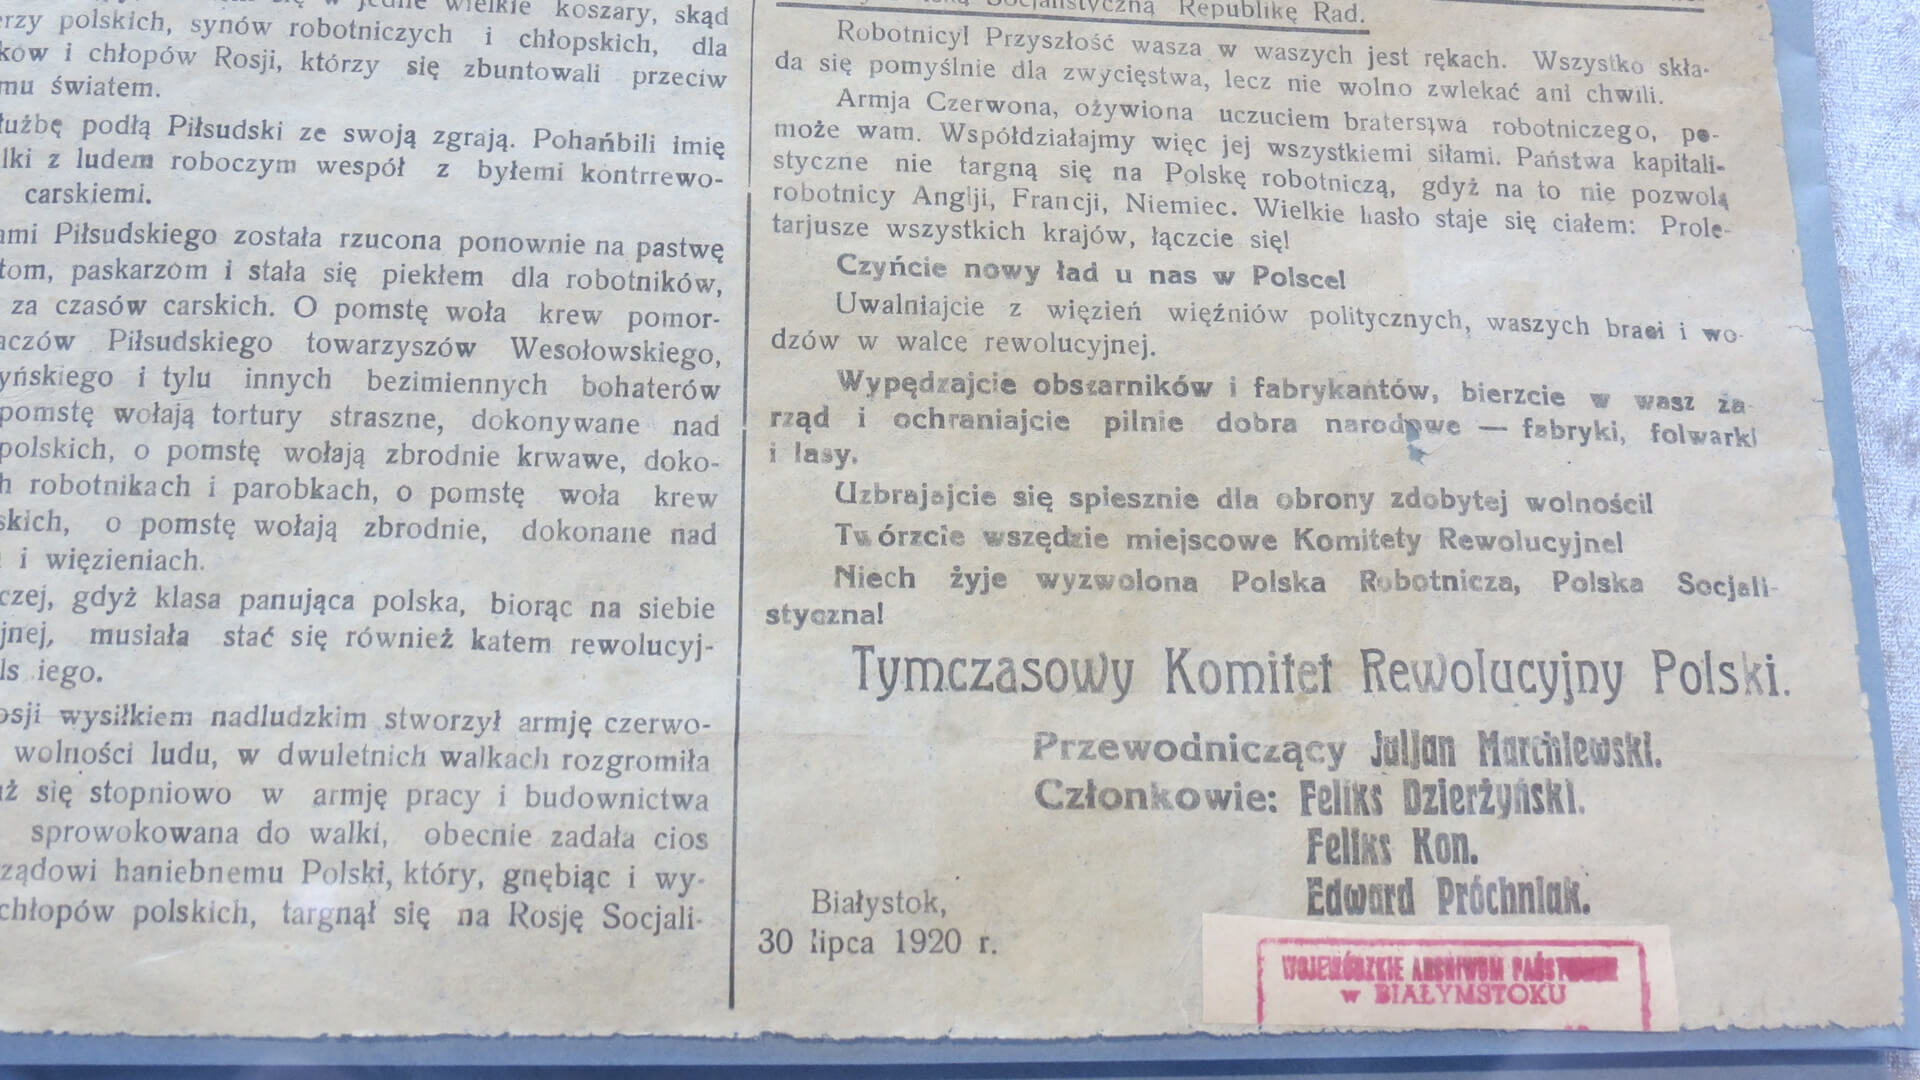 w jedne wielkie koszary, skąd
polskich, synów robotniczych i chłopskich, dla
i chłopów Rosji, którzy się zbuntowali przeciw
światem.
podłą Piłsudski ze swoją zgrają. Pohańbili imię
z ludem roboczym wespół z byłemi kontrrewo-
carskiemi.
Piłsudskiego została rzucona ponownie na pastwę
paskarzom i stała się piekłem dla robotników,
za czasów carskich. O pomstę woła krew pomor-
Piłsudskiego towarzyszów Wesołowskiego,
i tylu innych bezimiennych bohaterów
pomstę wołają tortury straszne, dokonywane nad
polskich, o pomstę wołają zbrodnie krwawe, doko-
robotnikach i parobkach, o pomstę woła krew
skich, o pomstę wołają zbrodnie, dokonane nad
i więzieniach.
czej, gdyż klasa panująca polska, biorąc na siebie
jnej, musiała stać się również katem rewolucyj-
iego.
wysiłkiem nadludzkim stworzył armję czerwo-
wolności ludu, w dwuletnich walkach rozgromiła
się stopniowo w armję pracy i budownictwa
sprowokowana do walki, obecnie zadała cios
haniebnemu Polski, który, gnębiąc i wy-
chłopów polskich, targnął się na Rosję Socjali-
Socjalistyczną Republikę Rad.
Robotnicy! Przyszłość wasza w waszych jest rękach. Wszystko skła-
da się pomyślnie dla zwycięstwa, lecz nie wolno zwlekać ani chwili.
Armja Czerwona, ożywiona uczuciem braterstwa robotniczego, po-
może wam. Współdziałajmy więc jej wszystkiemi siłami. Państwa kapitali-
styczne nie targną się na Polskę robotniczą, gdyż na to nie pozwolą
robotnicy Anglji, Francji, Niemiec. Wielkie hasło staje się ciałem: Prole-
tarjusze wszystkich krajów, łączcie się!
Czyńcie nowy ład u nas w Polsce!
Uwalniajcie z więzień więźniów politycznych, waszych braci i wo-
dzów w walce rewolucyjnej.
Wypędzajcie obszarników i fabrykantów, bierzcie w wasz za-
rząd i ochraniajcie pilnie dobra narodowe — fabryki, folwarki
i lasy.
Uzbrajajcie się spiesznie dla obrony zdobytej wolności!
Twórzcie wszędzie miejscowe Komitety Rewolucyjne!
Niech żyje wyzwolona Polska Robotnicza, Polska Socjali-
styczna!
Tymczasowy Komitet Rewolucyjny Polski.
Przewodniczący Juljan Marchlewski.
Członkowie: Feliks Dzierżyński.
Feliks Kon.
Edward Próchniak.
Białystok,
30 lipca 1920 r.
WOJEWÓDZKIE ARCHIWUM PAŃSTWOWE
w BIAŁYMSTOKU